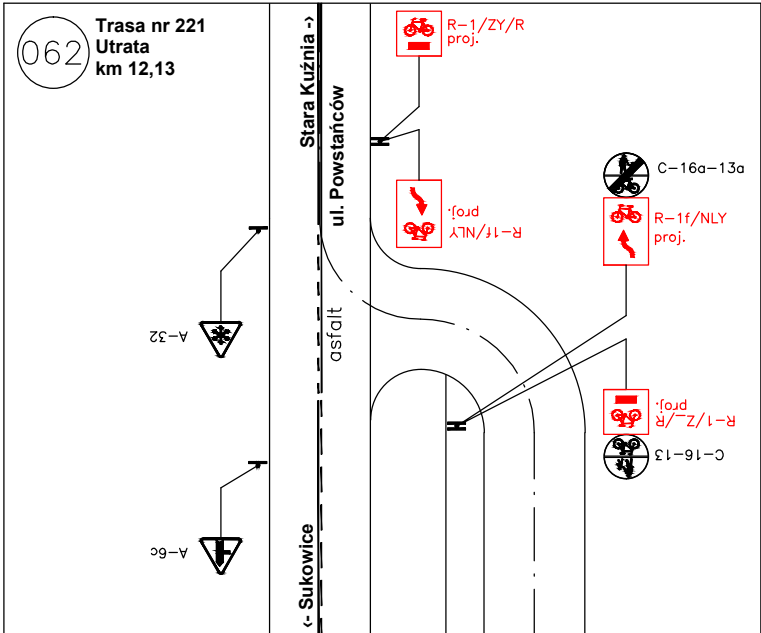 062
Trasa nr 221
Utrata
km 12,13
R-1/ZY/R
proj.
Stara Kuźnia ->
ul. Powstańców
C-16a-13a
R-1f/NLY
proj.
R-1f/NLY
proj.
A-32
asfalt
R-1/Z_/R
proj.
C-16-13
A-6c
<- Sukowice